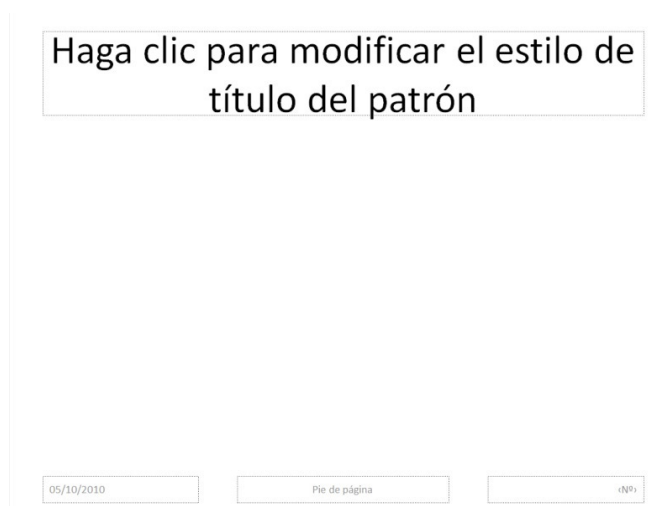 Haga clic para modificar el estilo de
título del patrón
05/10/2010
Pie de página
‹Nº›